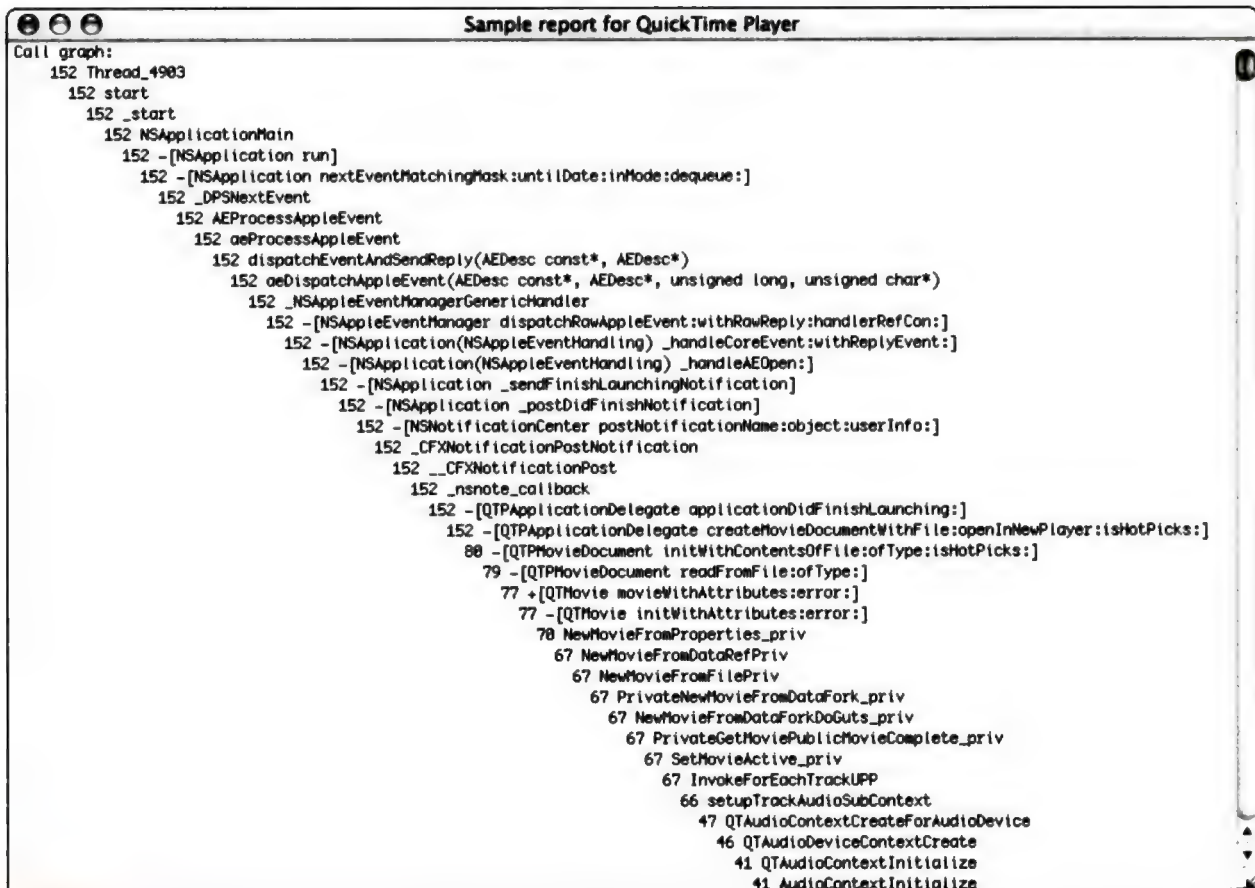 Sample report for QuickTime Player
Call graph:
152 Thread_4903
152 start
152 _start
152 NSApplicationMain
152 -[NSApplication run]
152 -[NSApplication nextEventMatchingMask:untilDate:inMode:dequeue:]
152 _DPSNextEvent
152 AEProcessAppleEvent
152 aeProcessAppleEvent
152 dispatchEventAndSendReply(AEDesc const*, AEDesc*)
152 aeDispatchAppleEvent(AEDesc const*, AEDesc*, unsigned long, unsigned char*)
152 _NSAppleEventManagerGenericHandler
152 -[NSAppleEventManager dispatchRawAppleEvent:withRawReply:handlerRefCon:]
152 -[NSApplication(NSAppleEventHandling) _handleCoreEvent:withReplyEvent:]
152 -[NSApplication(NSAppleEventHandling) _handleAEOpen:]
152 -[NSApplication _sendFinishLaunchingNotification]
152 -[NSApplication _postDidFinishNotification]
152 -[NSNotificationCenter postNotificationName:object:userInfo:]
152 _CFXNotificationPostNotification
152 __CFXNotificationPost
152 _nsnote_callback
152 -[QTPApplicationDelegate applicationDidFinishLaunching:]
152 -[QTPApplicationDelegate createMovieDocumentWithFile:openInNewPlayer:isHotPicks:]
80 -[QTPMovieDocument initWithContentsOfFile:ofType:isHotPicks:]
79 -[QTPMovieDocument readFromFile:ofType:]
77 +[QTMovie movieWithAttributes:error:]
77 -[QTMovie initWithAttributes:error:]
70 NewMovieFromProperties_priv
67 NewMovieFromDataRefPriv
67 NewMovieFromFilePriv
67 PrivateNewMovieFromDataFork_priv
67 NewMovieFromDataForkDoGuts_priv
67 PrivateGetMoviePublicMovieComplete_priv
67 SetMovieActive_priv
67 InvokeForEachTrackUPP
66 setupTrackAudioSubContext
47 QTAudioContextCreateForAudioDevice
46 QTAudioDeviceContextCreate
41 QTAudioContextInitialize
41 AudioContextInitialize